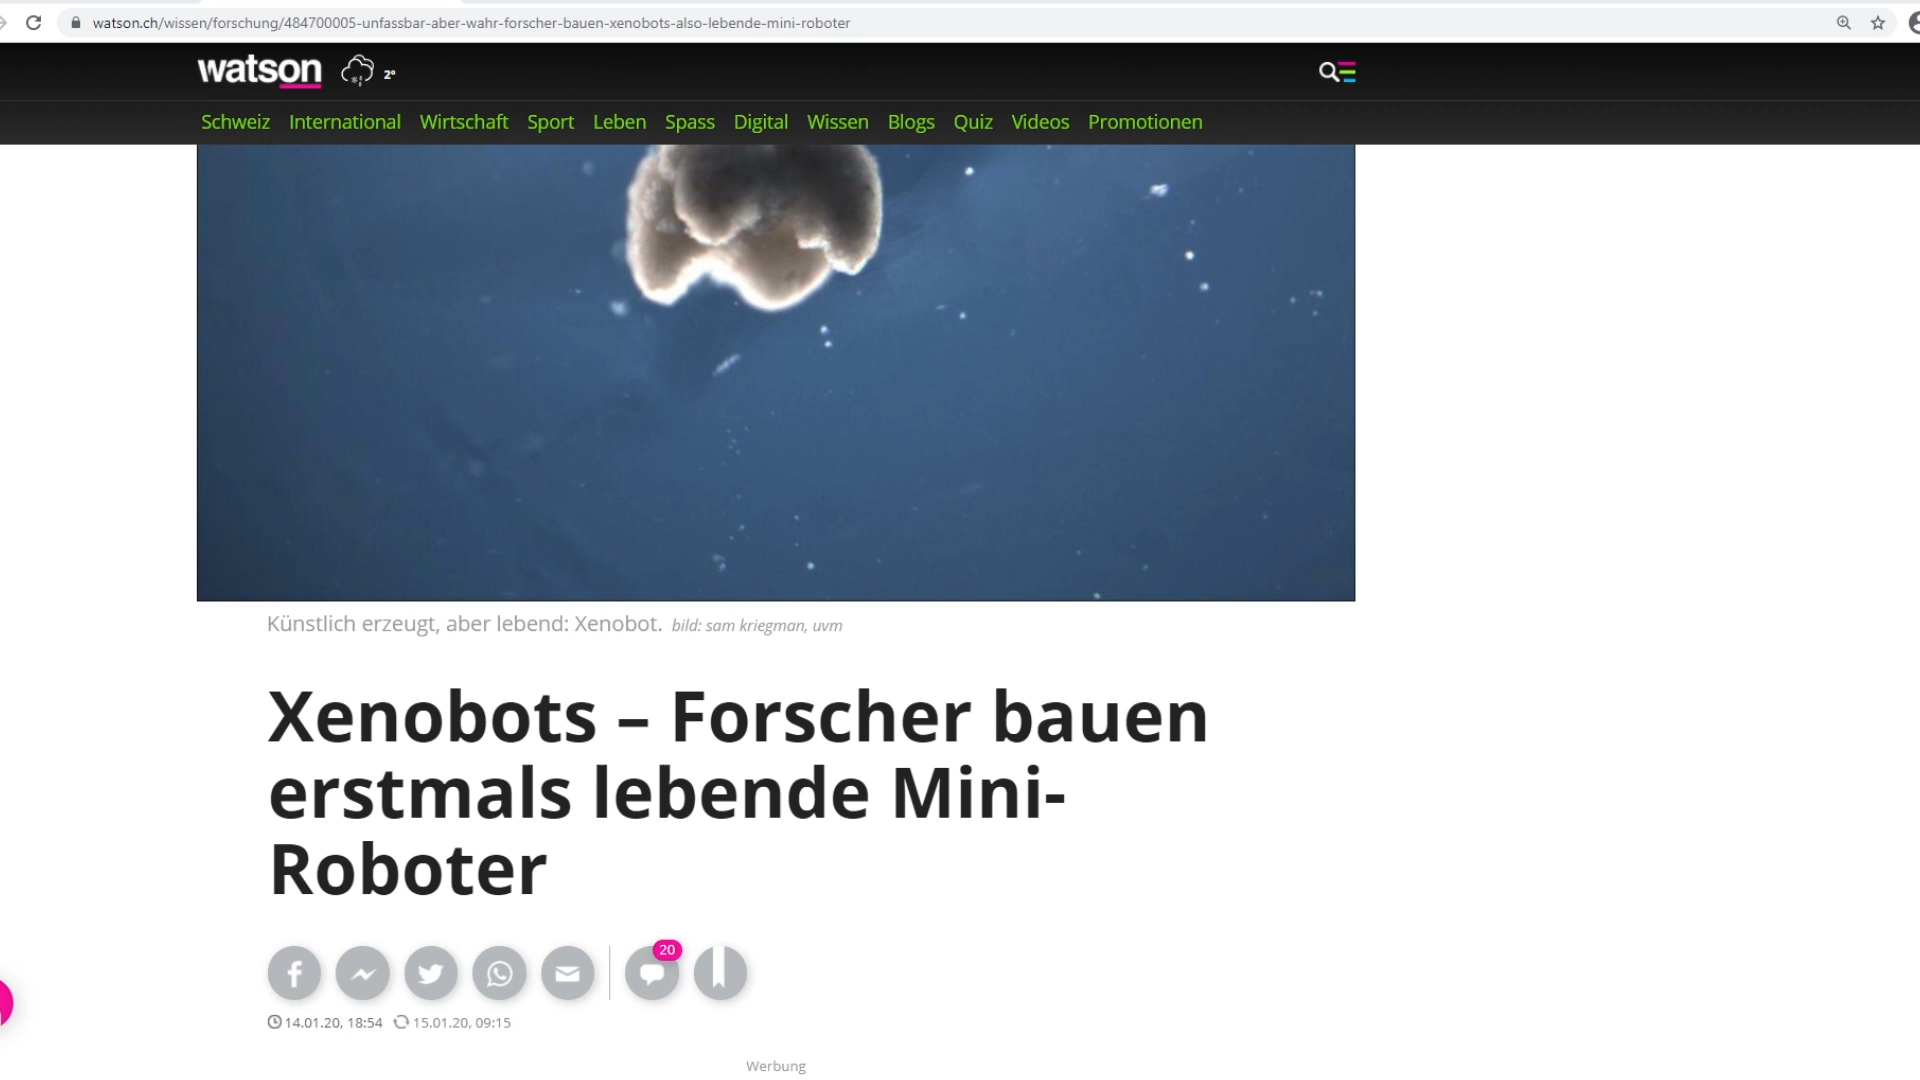 watson.ch/wissen/forschung/484700005-unfassbar-aber-wahr-forscher-bauen-xenobots-also-lebende-mini-roboter
watson 2°
Schweiz International Wirtschaft Sport Leben Spass Digital Wissen Blogs Quiz Videos Promotionen
Künstlich erzeugt, aber lebend: Xenobot. bild: sam kriegman, uvm
Xenobots – Forscher bauen
erstmals lebende Mini-
Roboter
20
14.01.20, 18:54 15.01.20, 09:15
Werbung